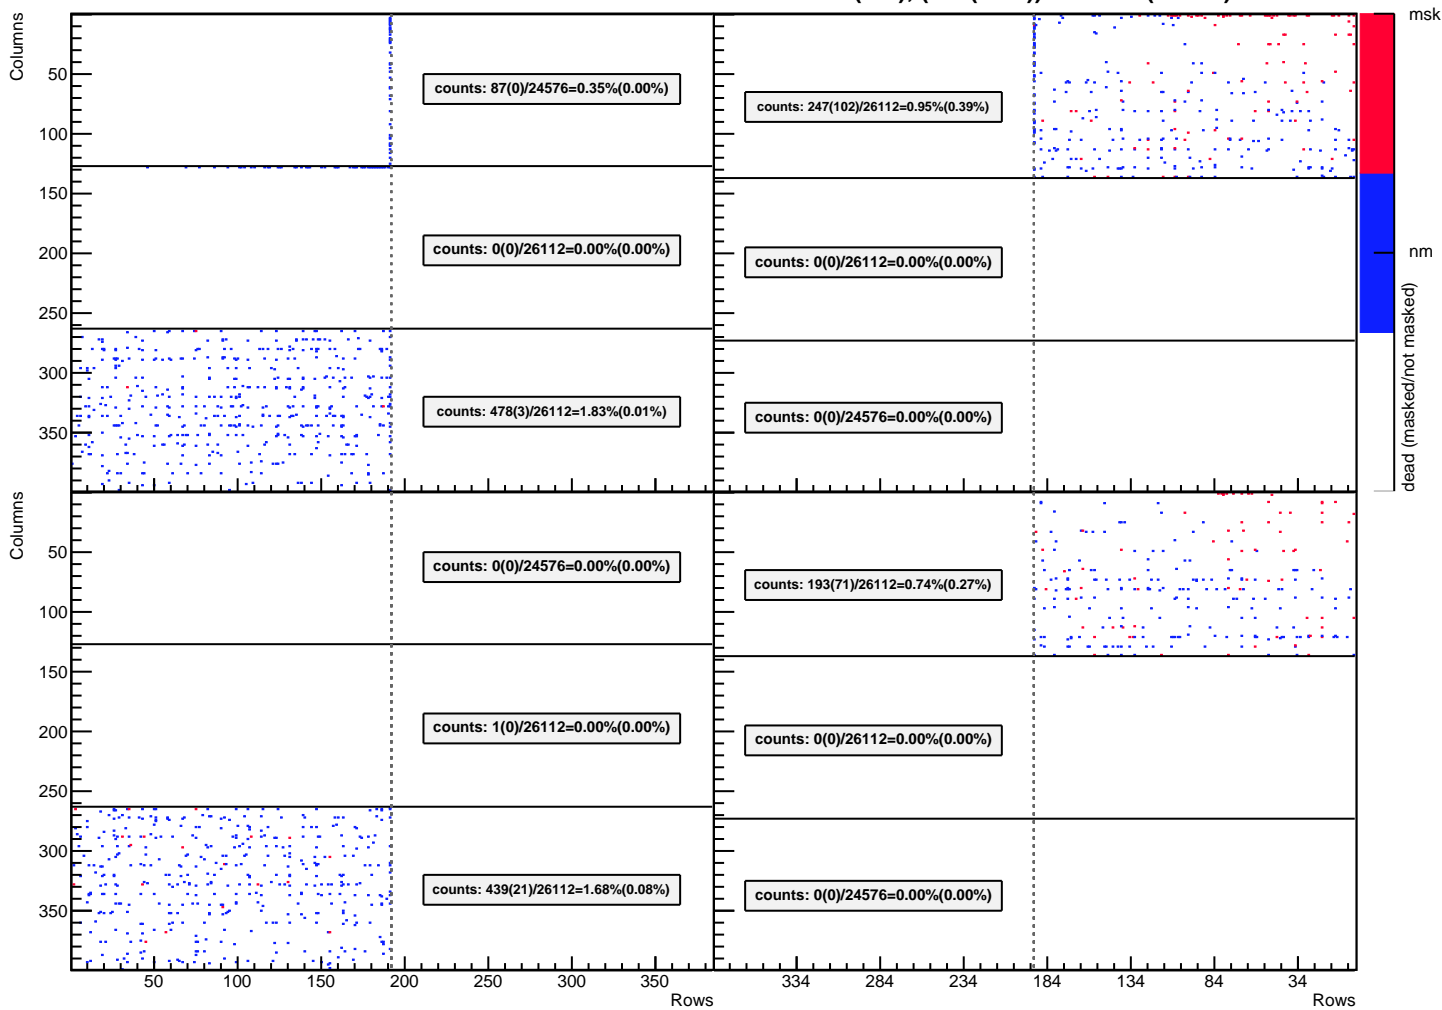 Columns
50
100
150
200
250
300
350
counts: 87(0)/24576=0.35%(0.00%)
counts: 0(0)/26112=0.00%(0.00%)
counts: 478(3)/26112=1.83%(0.01%)
counts: 247(102)/26112=0.95%(0.39%)
counts: 0(0)/26112=0.00%(0.00%)
counts: 0(0)/24576=0.00%(0.00%)
msk
nm
dead (masked/not masked)
Columns
50
100
150
200
250
300
350
counts: 0(0)/24576=0.00%(0.00%)
counts: 1(0)/26112=0.00%(0.00%)
counts: 439(21)/26112=1.68%(0.08%)
counts: 193(71)/26112=0.74%(0.27%)
counts: 0(0)/26112=0.00%(0.00%)
counts: 0(0)/24576=0.00%(0.00%)
50 100 150 200 250 300 350
Rows
334 284 234 184 134 84 34
Rows